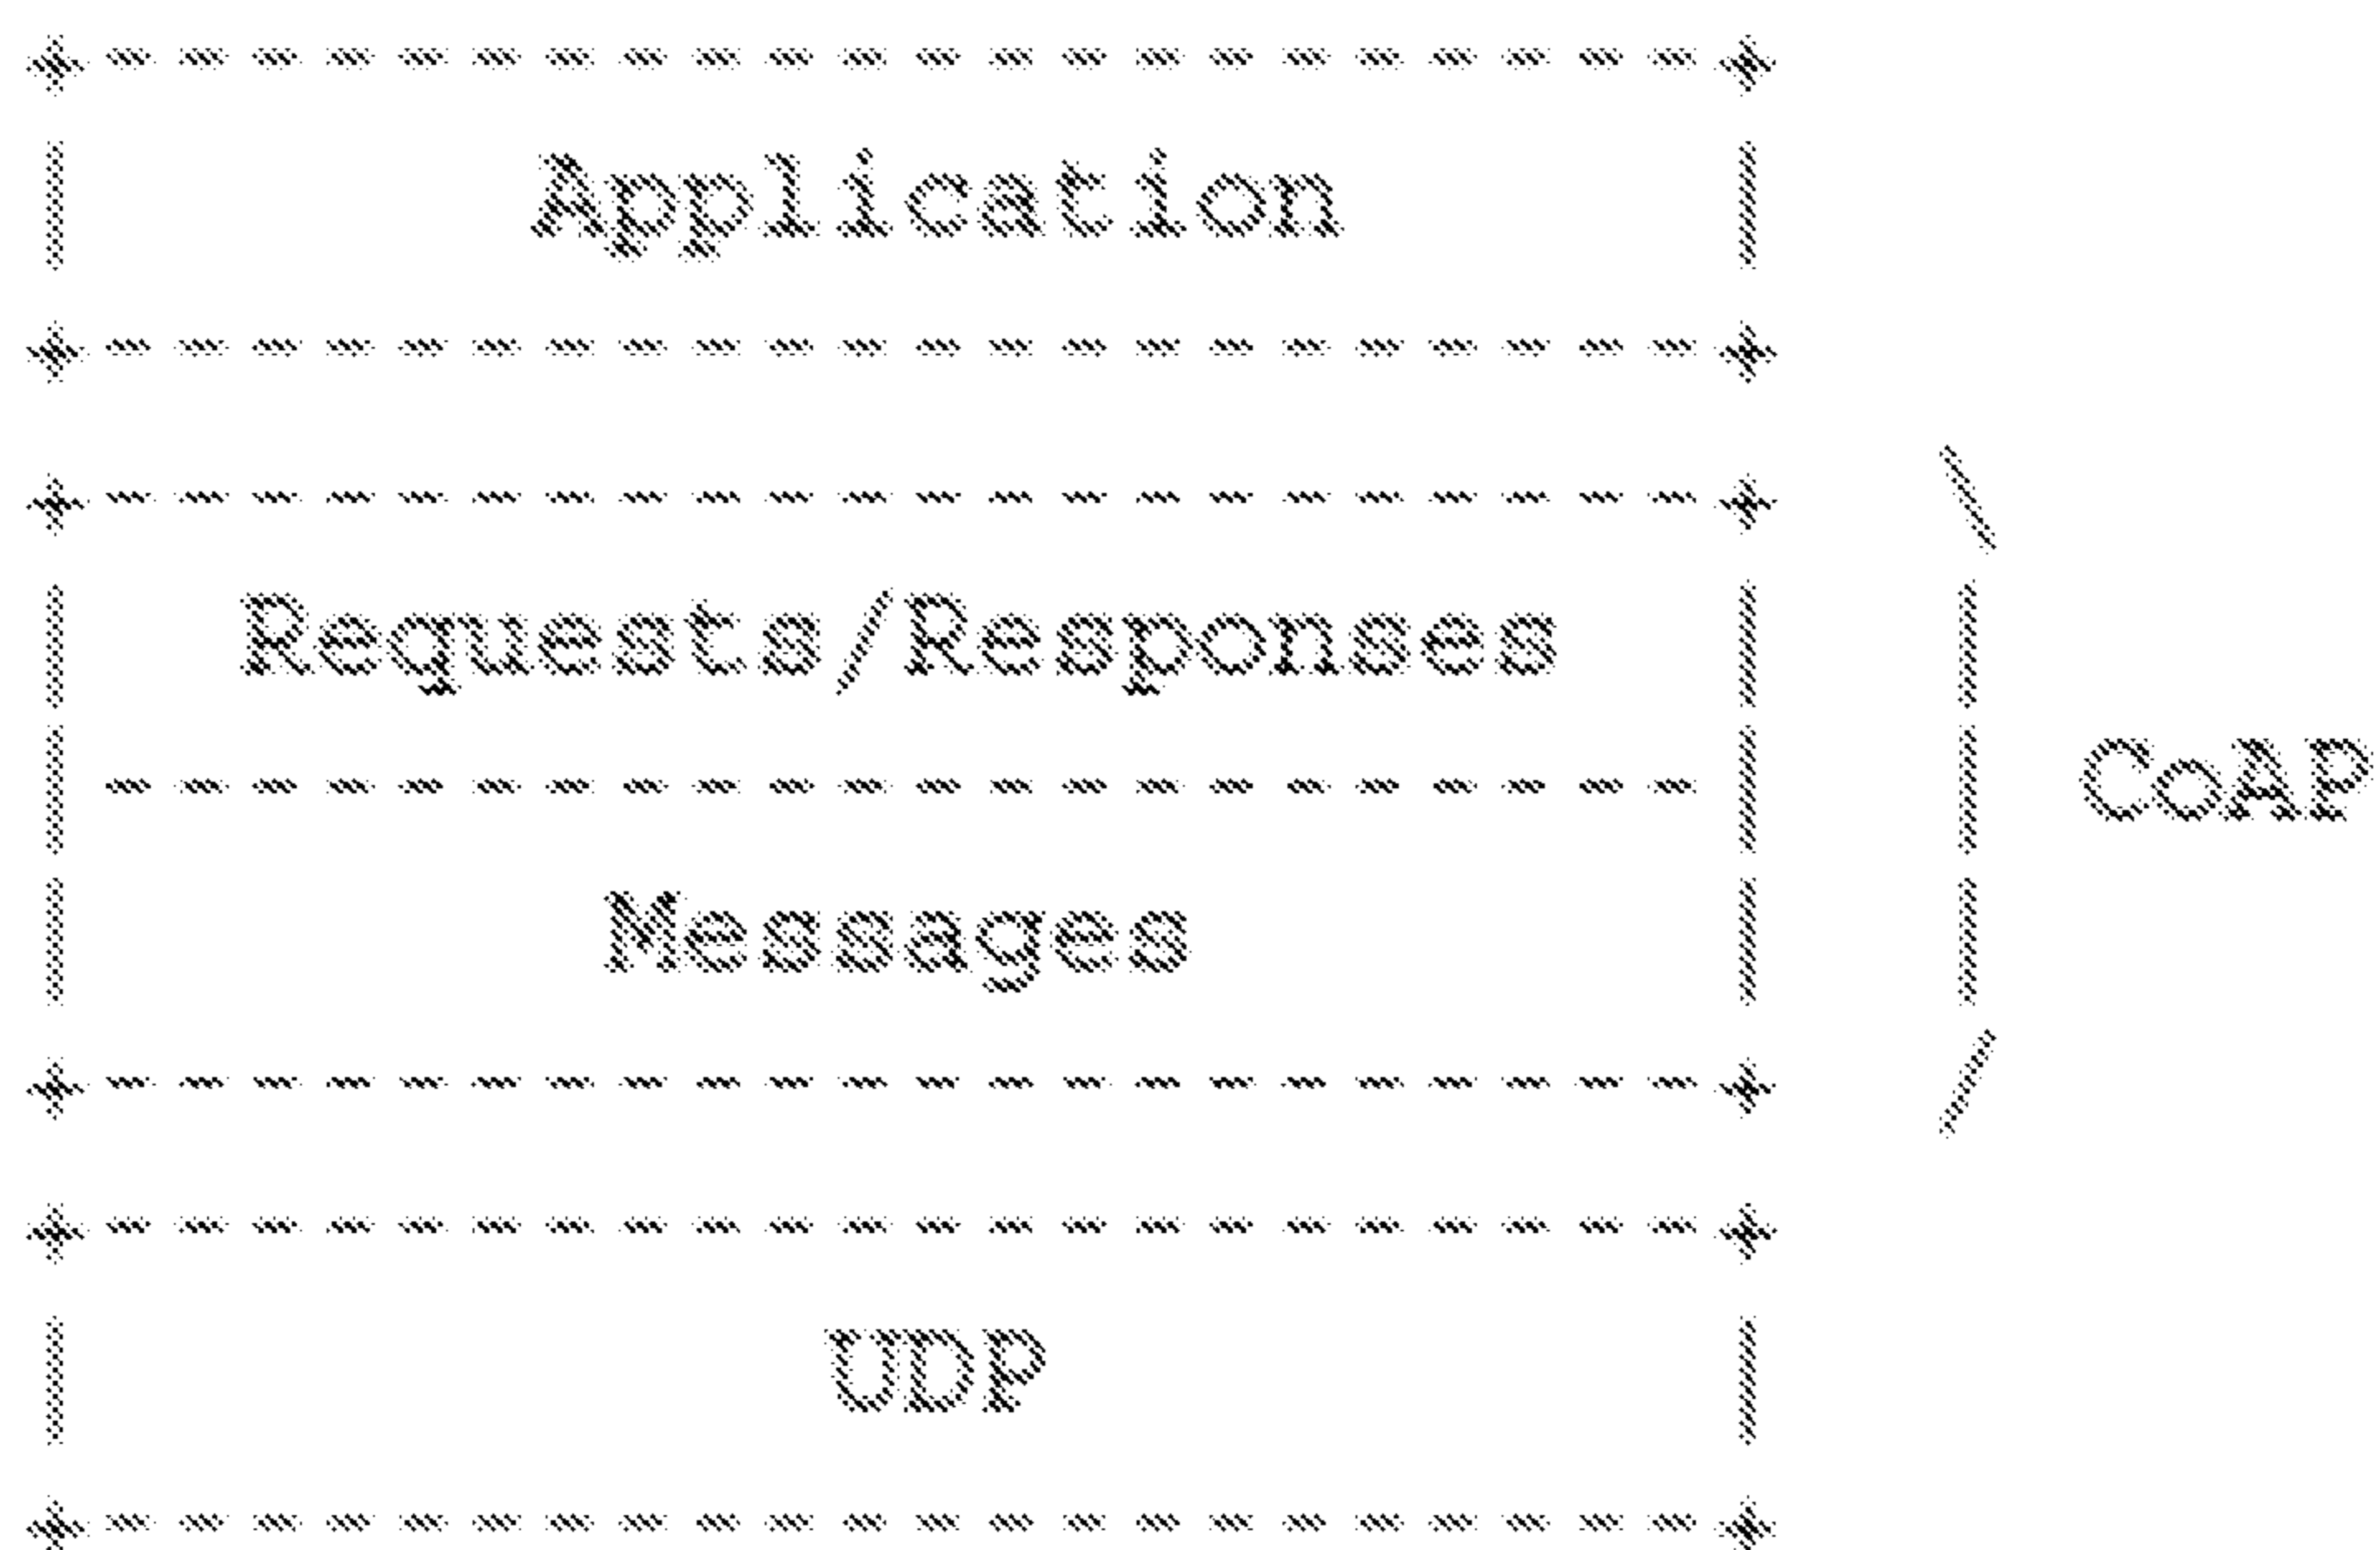 Application
Requests/Responses
CoAP
Messages
UDP